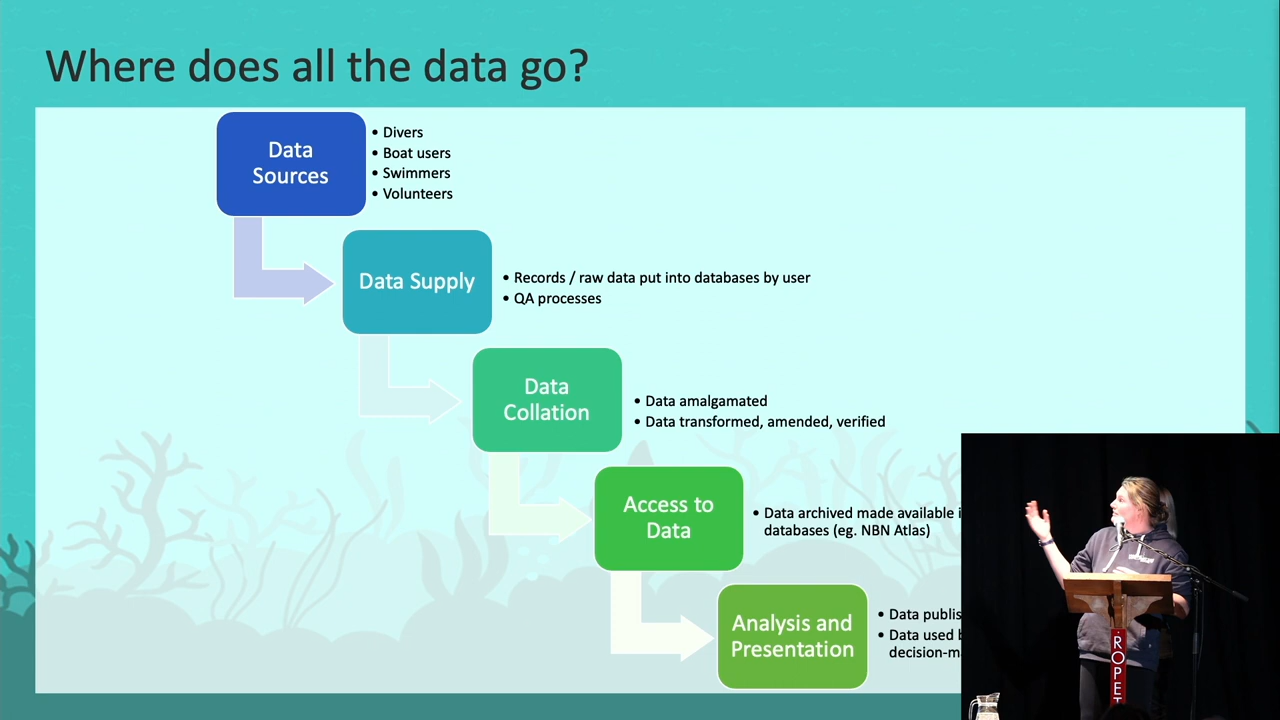 Where does all the data go?
Data
Sources
• Divers
• Boat users
• Swimmers
• Volunteers
Data Supply
• Records / raw data put into databases by user
• QA processes
Data
Collation
• Data amalgamated
• Data transformed, amended, verified
Access to
Data
• Data archived made available
databases (eg. NBN Atlas)
Analysis and
Presentation
• Data
• Data used
ROPE